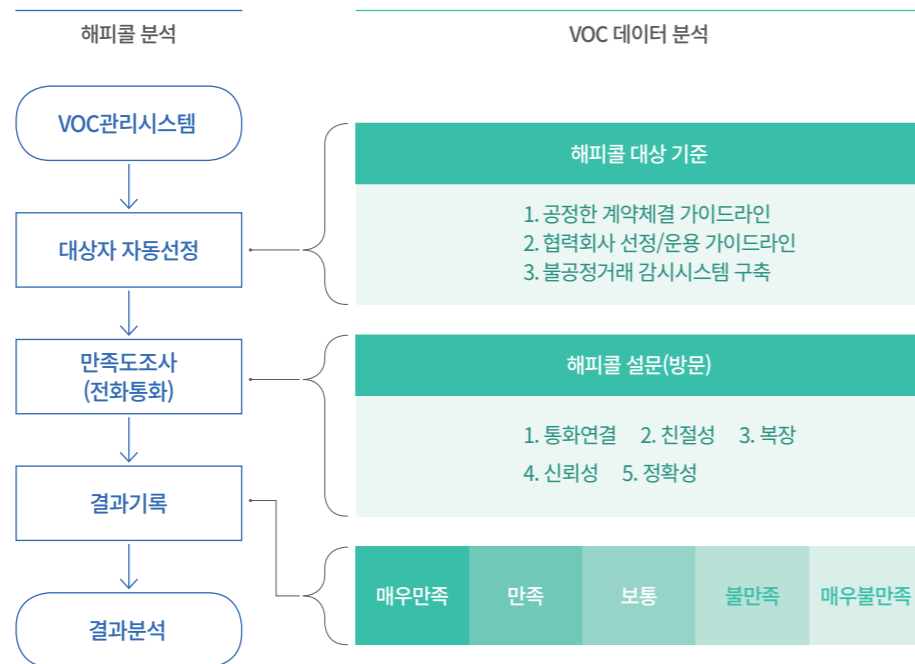 해피콜 분석
VOC 데이터 분석
VOC관리시스템
대상자 자동선정
만족도조사
(전화통화)
결과기록
결과분석
해피콜 대상 기준
1. 공정한 계약체결 가이드라인
2. 협력회사 선정/운용 가이드라인
3. 불공정거래 감시시스템 구축
해피콜 설문(방문)
1. 통화연결 2. 친절성 3. 복장
4. 신뢰성 5. 정확성
매우만족 만족 보통 불만족 매우불만족